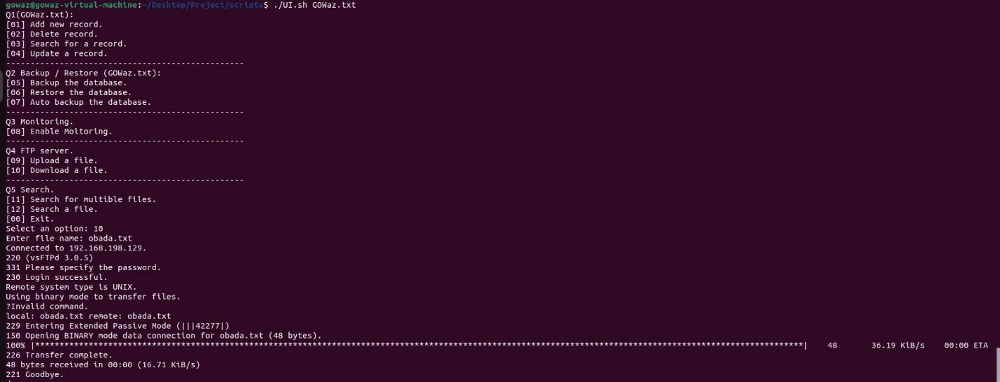 gowaz@gowaz-virtual-machine:~/Desktop/Project/scripts$ ./UI.sh GOWaz.txt
Q1(GOWaz.txt):
[01] Add new record.
[02] Delete record.
[03] Search for a record.
[04] Update a record.
-------------------------------------------------
Q2 Backup / Restore (GOWaz.txt):
[05] Backup the database.
[06] Restore the database.
[07] Auto backup the database.
-------------------------------------------------
Q3 Monitoring.
[08] Enable Moitoring.
-------------------------------------------------
Q4 FTP server.
[09] Upload a file.
[10] Download a file.
-------------------------------------------------
Q5 Search.
[11] Search for multible files.
[12] Search a file.
[00] Exit.
Select an option: 10
Enter file name: obada.txt
Connected to 192.168.198.129.
220 (vsFTPd 3.0.5)
331 Please specify the password.
230 Login successful.
Remote system type is UNIX.
Using binary mode to transfer files.
?Invalid command.
local: obada.txt remote: obada.txt
229 Entering Extended Passive Mode (|||42277|)
150 Opening BINARY mode data connection for obada.txt (48 bytes).
100% |***********************************************************************************************************************************************************| 48 36.19 KiB/s 00:00 ETA
226 Transfer complete.
48 bytes received in 00:00 (16.71 KiB/s)
221 Goodbye.